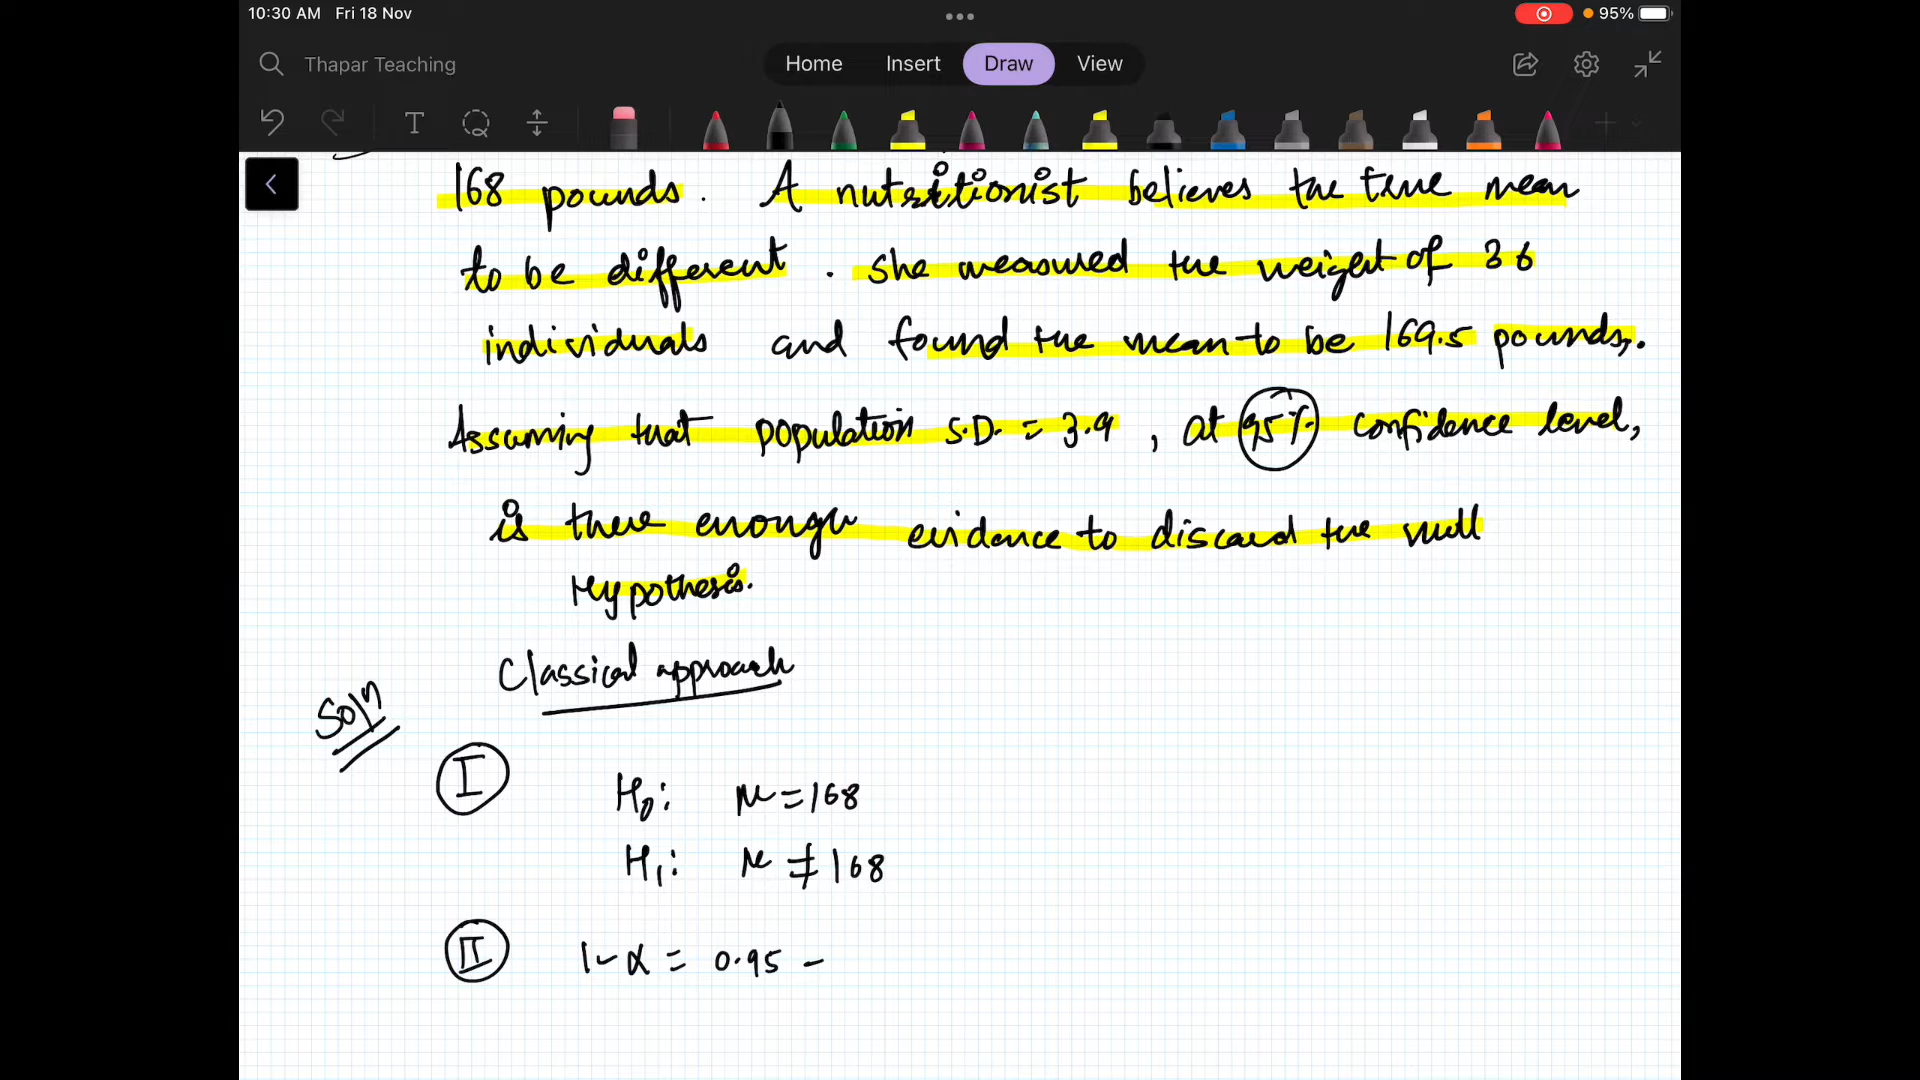 10:30 AM Fri 18 Nov
95%
Thapar Teaching
Home Insert Draw View
T
168 pounds. A nutritionist believes the true mean
to be different. She measured the weight of 36
individuals and found the mean to be 169.5 pounds.
Assuming that population S.D. = 3.9, at 95% confidence level,
is there enough evidence to discard the null
Hypothesis.
Classical approach
Soln
I
H₀: μ = 168
H₁: μ ≠ 168
II
1-α = 0.95 -